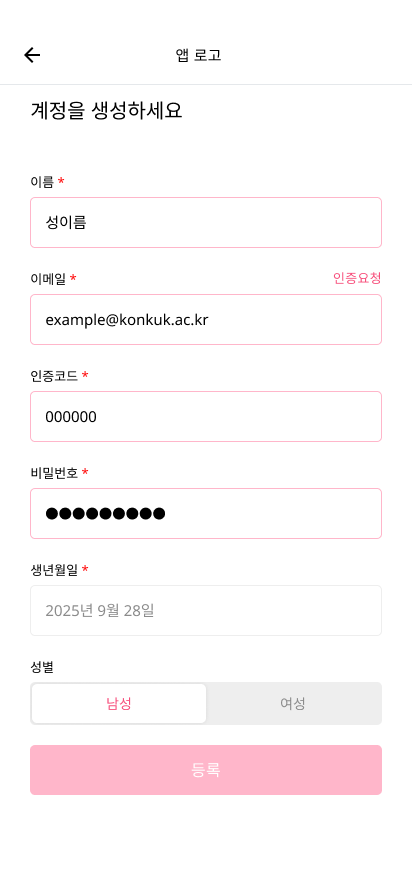 앱 로고
계정을 생성하세요
이름 *
성이름
이메일 * 인증요청
example@konkuk.ac.kr
인증코드 *
000000
비밀번호 *
●●●●●●●●●
생년월일 *
2025년 9월 28일
성별
남성 여성
등록